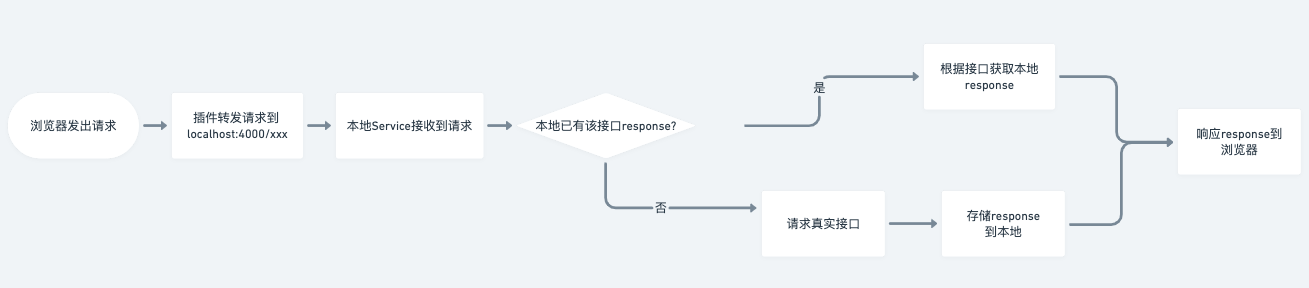 浏览器发出请求
插件转发请求到
localhost:4000/xxx
本地Service接收到请求
本地已有该接口response?
是
根据接口获取本地
response
否
请求真实接口
存储response
到本地
响应response到
浏览器